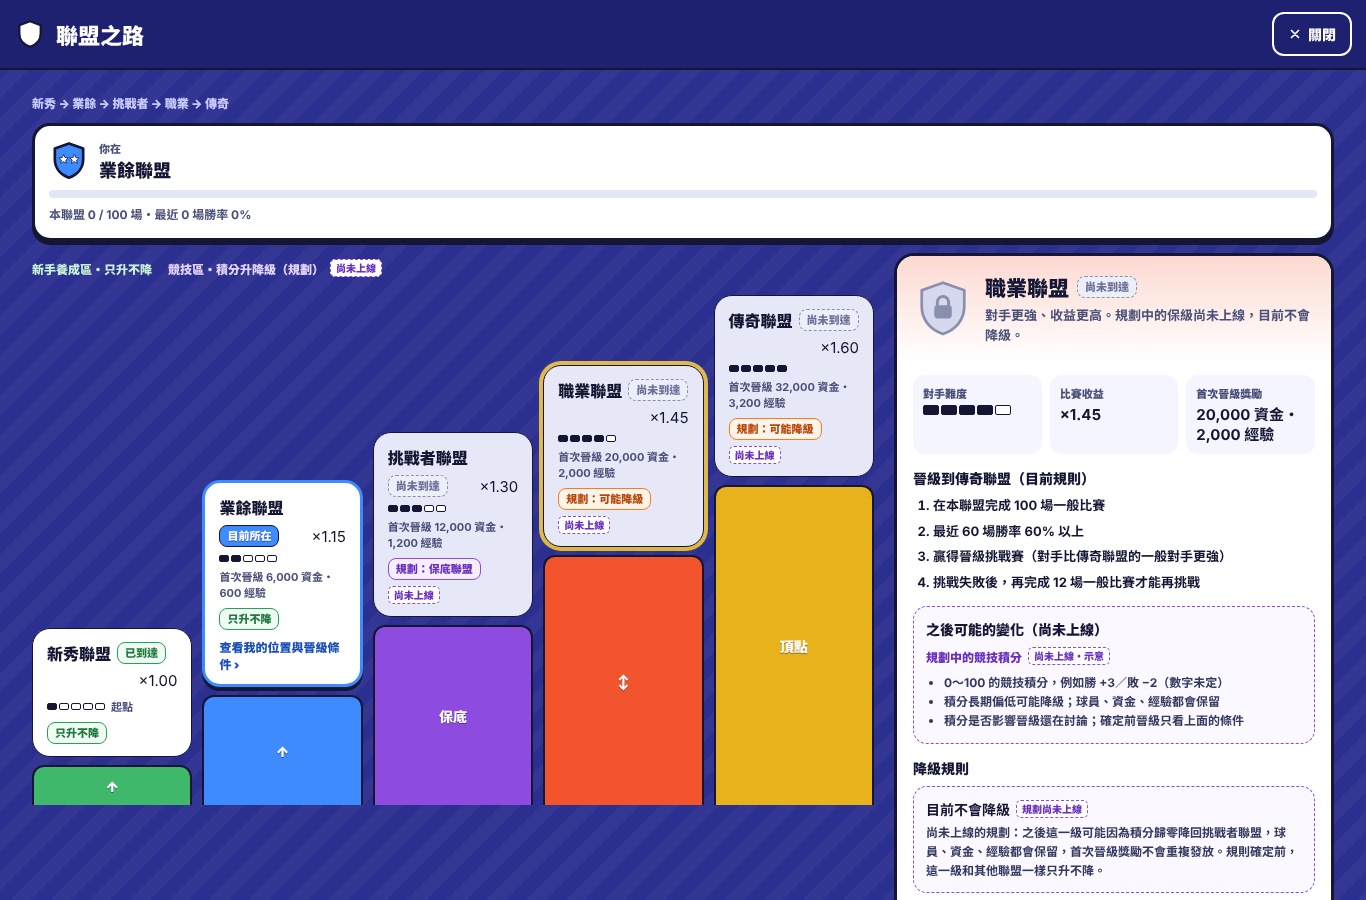 聯盟之路
× 關閉
新秀 → 業餘 → 挑戰者 → 職業 → 傳奇
你在
業餘聯盟
本聯盟 0 / 100 場・最近 0 場勝率 0%
新手養成區・只升不降
競技區・積分升降級（規劃）
尚未上線
新秀聯盟
已到達
×1.00
起點
只升不降
↑
業餘聯盟
目前所在
×1.15
首次晉級 6,000 資金・
600 經驗
只升不降
查看我的位置與晉級條
件 ›
↑
挑戰者聯盟
尚未到達
×1.30
首次晉級 12,000 資金・
1,200 經驗
規劃：保底聯盟
尚未上線
保底
職業聯盟
尚未到達
×1.45
首次晉級 20,000 資金・
2,000 經驗
規劃：可能降級
尚未上線
↕
傳奇聯盟
尚未到達
×1.60
首次晉級 32,000 資金・
3,200 經驗
規劃：可能降級
尚未上線
頂點
職業聯盟
尚未到達
對手更強、收益更高。規劃中的保級尚未上線，目前不會
降級。
對手難度
比賽收益
×1.45
首次晉級獎勵
20,000 資金・
2,000 經驗
晉級到傳奇聯盟（目前規則）
1. 在本聯盟完成 100 場一般比賽
2. 最近 60 場勝率 60% 以上
3. 贏得晉級挑戰賽（對手比傳奇聯盟的一般對手更強）
4. 挑戰失敗後，再完成 12 場一般比賽才能再挑戰
之後可能的變化（尚未上線）
規劃中的競技積分
尚未上線・示意
• 0～100 的競技積分，例如勝 +3／敗 −2（數字未定）
• 積分長期偏低可能降級；球員、資金、經驗都會保留
• 積分是否影響晉級還在討論；確定前晉級只看上面的條件
降級規則
目前不會降級
規劃尚未上線
尚未上線的規劃：之後這一級可能因為積分歸零降回挑戰者聯盟，球
員、資金、經驗都會保留，首次晉級獎勵不會重複發放。規則確定前，
這一級和其他聯盟一樣只升不降。